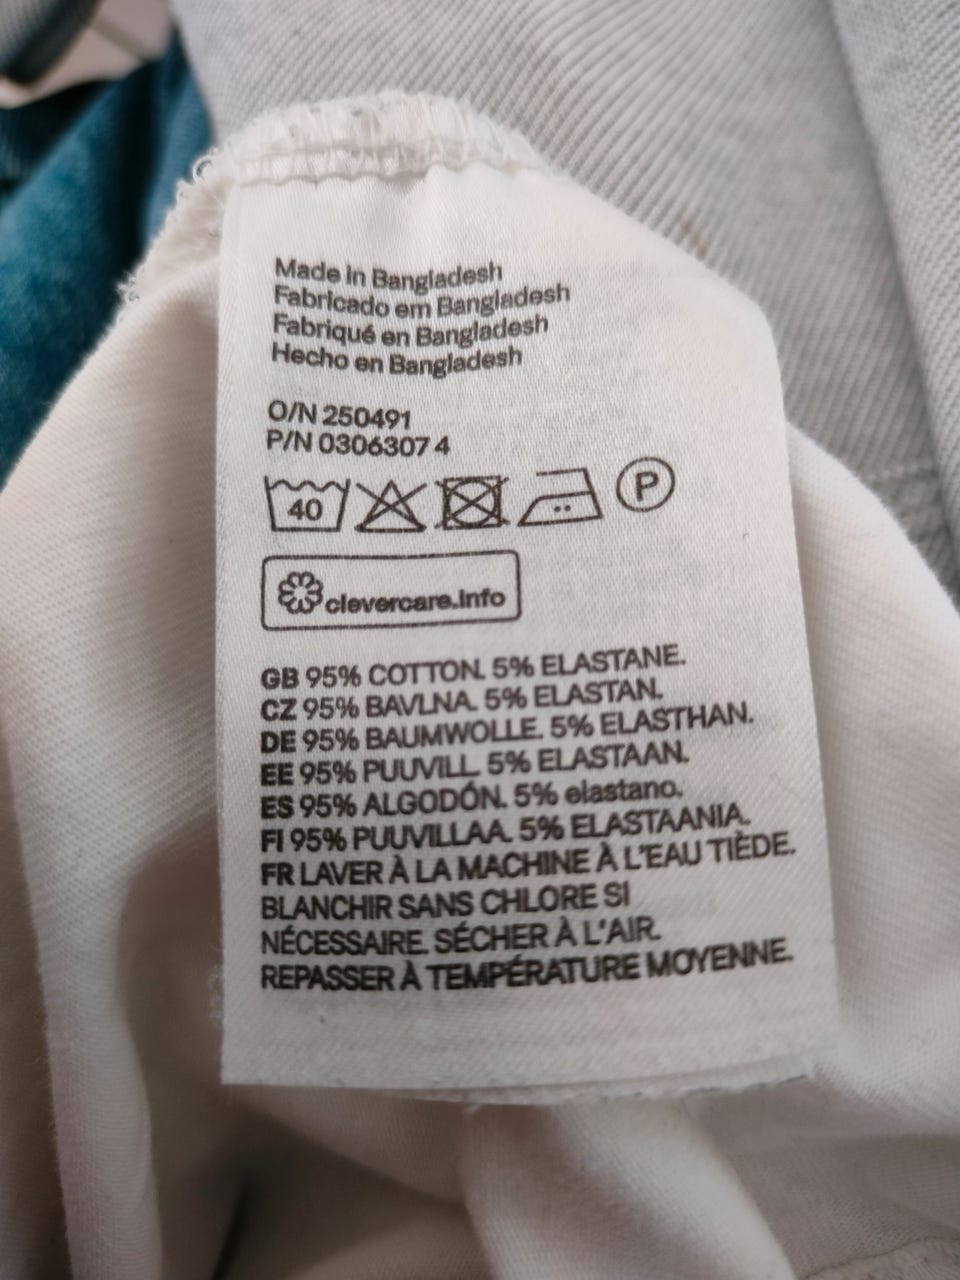 Made in Bangladesh
Fabricado em Bangladesh
Fabriqué en Bangladesh
Hecho en Bangladesh
O/N 250491
P/N 0306307 4
40 P
clevercare.info
GB 95% COTTON. 5% ELASTANE.
CZ 95% BAVLNA. 5% ELASTAN.
DE 95% BAUMWOLLE. 5% ELASTHAN.
EE 95% PUUVILL. 5% ELASTAAN.
ES 95% ALGODÓN. 5% elastano.
FI 95% PUUVILLAA. 5% ELASTAANIA.
FR LAVER À LA MACHINE À L'EAU TIÈDE.
BLANCHIR SANS CHLORE SI
NÉCESSAIRE. SÉCHER À L'AIR.
REPASSER À TEMPÉRATURE MOYENNE.